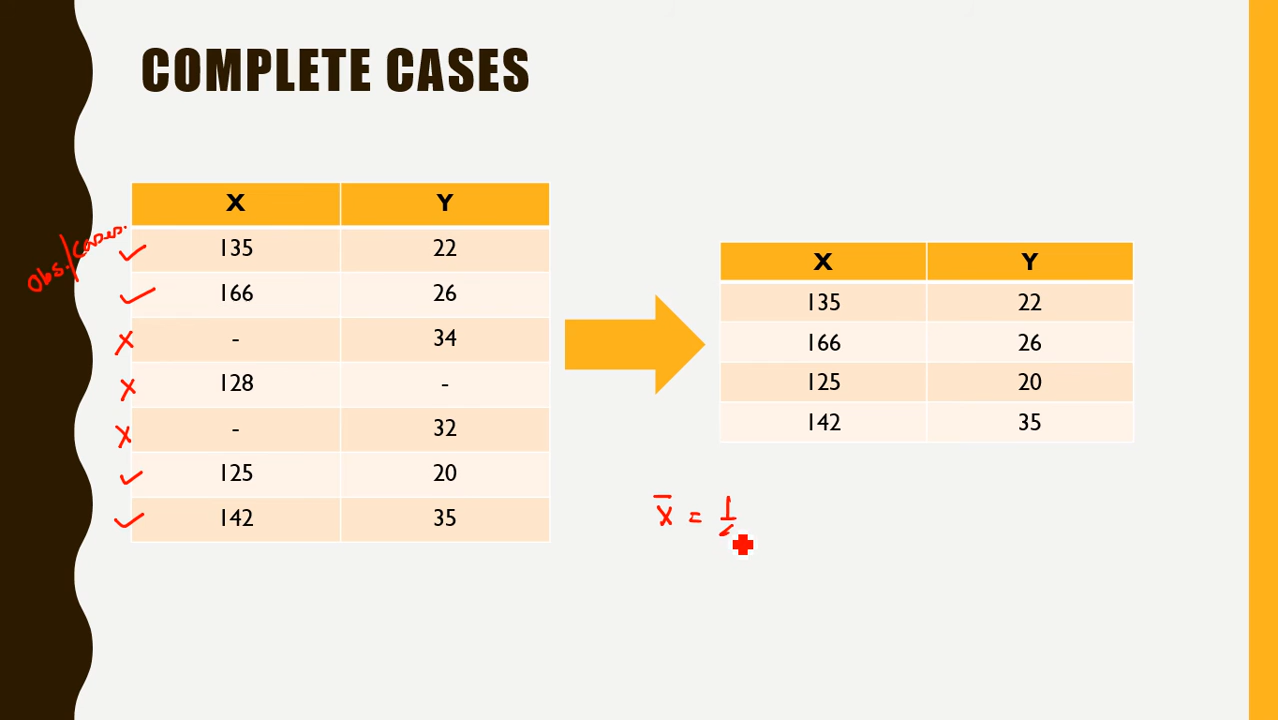 COMPLETE CASES
Obs./Cases.
X Y
135 22
166 26
- 34
128 -
- 32
125 20
142 35
X Y
135 22
166 26
125 20
142 35
x̄ = 1